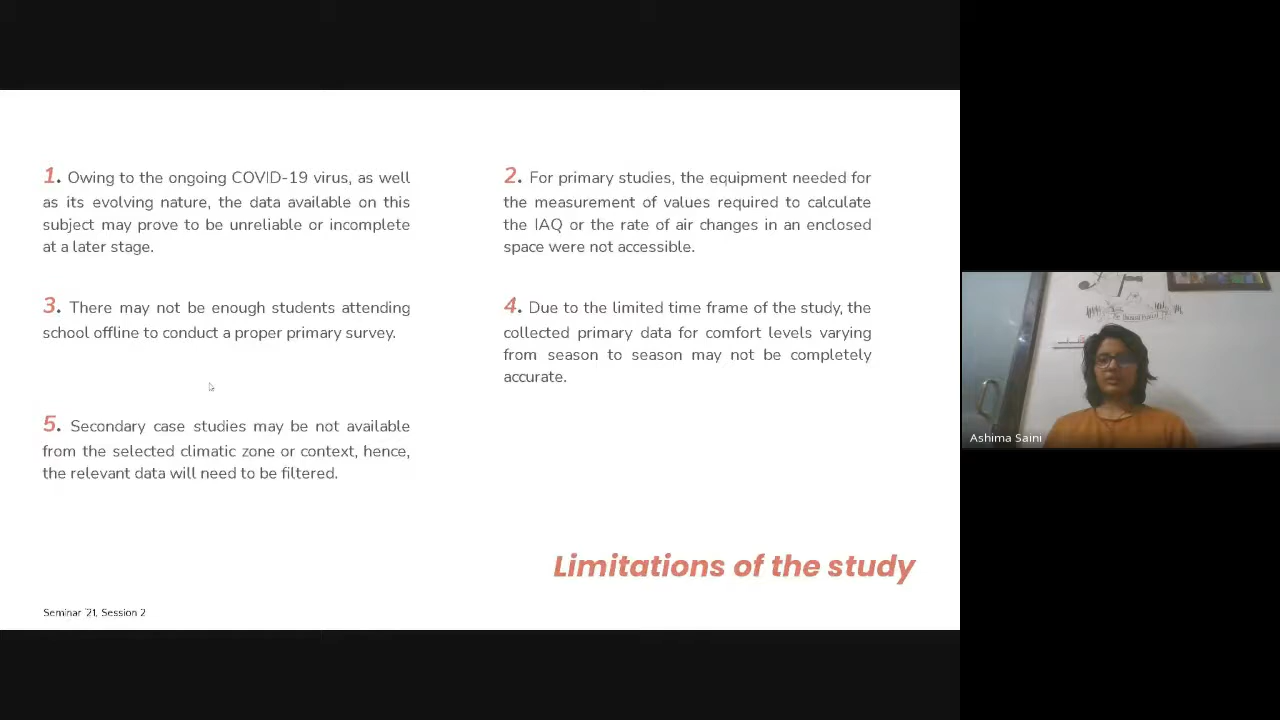 1. Owing to the ongoing COVID-19 virus, as well
as its evolving nature, the data available on this
subject may prove to be unreliable or incomplete
at a later stage.
2. For primary studies, the equipment needed for
the measurement of values required to calculate
the IAQ or the rate of air changes in an enclosed
space were not accessible.
3. There may not be enough students attending
school offline to conduct a proper primary survey.
4. Due to the limited time frame of the study, the
collected primary data for comfort levels varying
from season to season may not be completely
accurate.
5. Secondary case studies may be not available
from the selected climatic zone or context, hence,
the relevant data will need to be filtered.
Limitations of the study
Seminar '21, Session 2
Ashima Saini